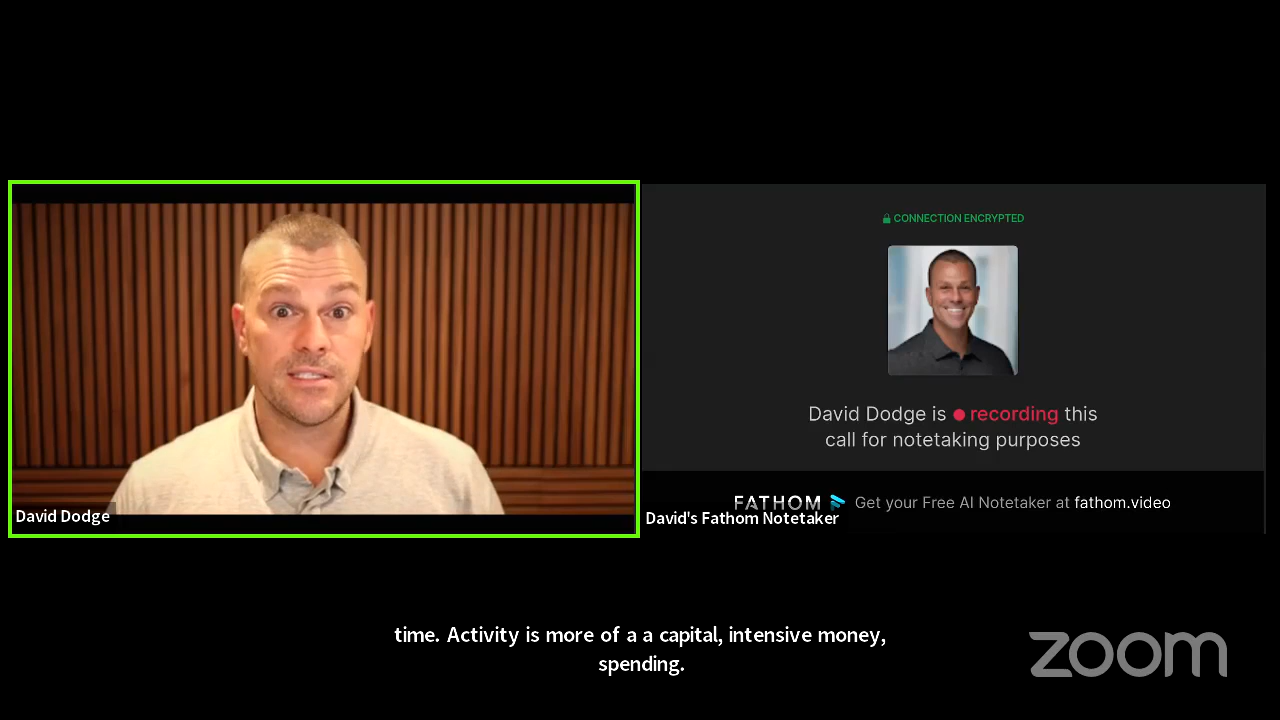 CONNECTION ENCRYPTED
David Dodge is recording this
call for notetaking purposes
FATHOM Get your Free AI Notetaker at fathom.video
David Dodge
David's Fathom Notetaker
time. Activity is more of a a capital, intensive money,
spending.
zoom